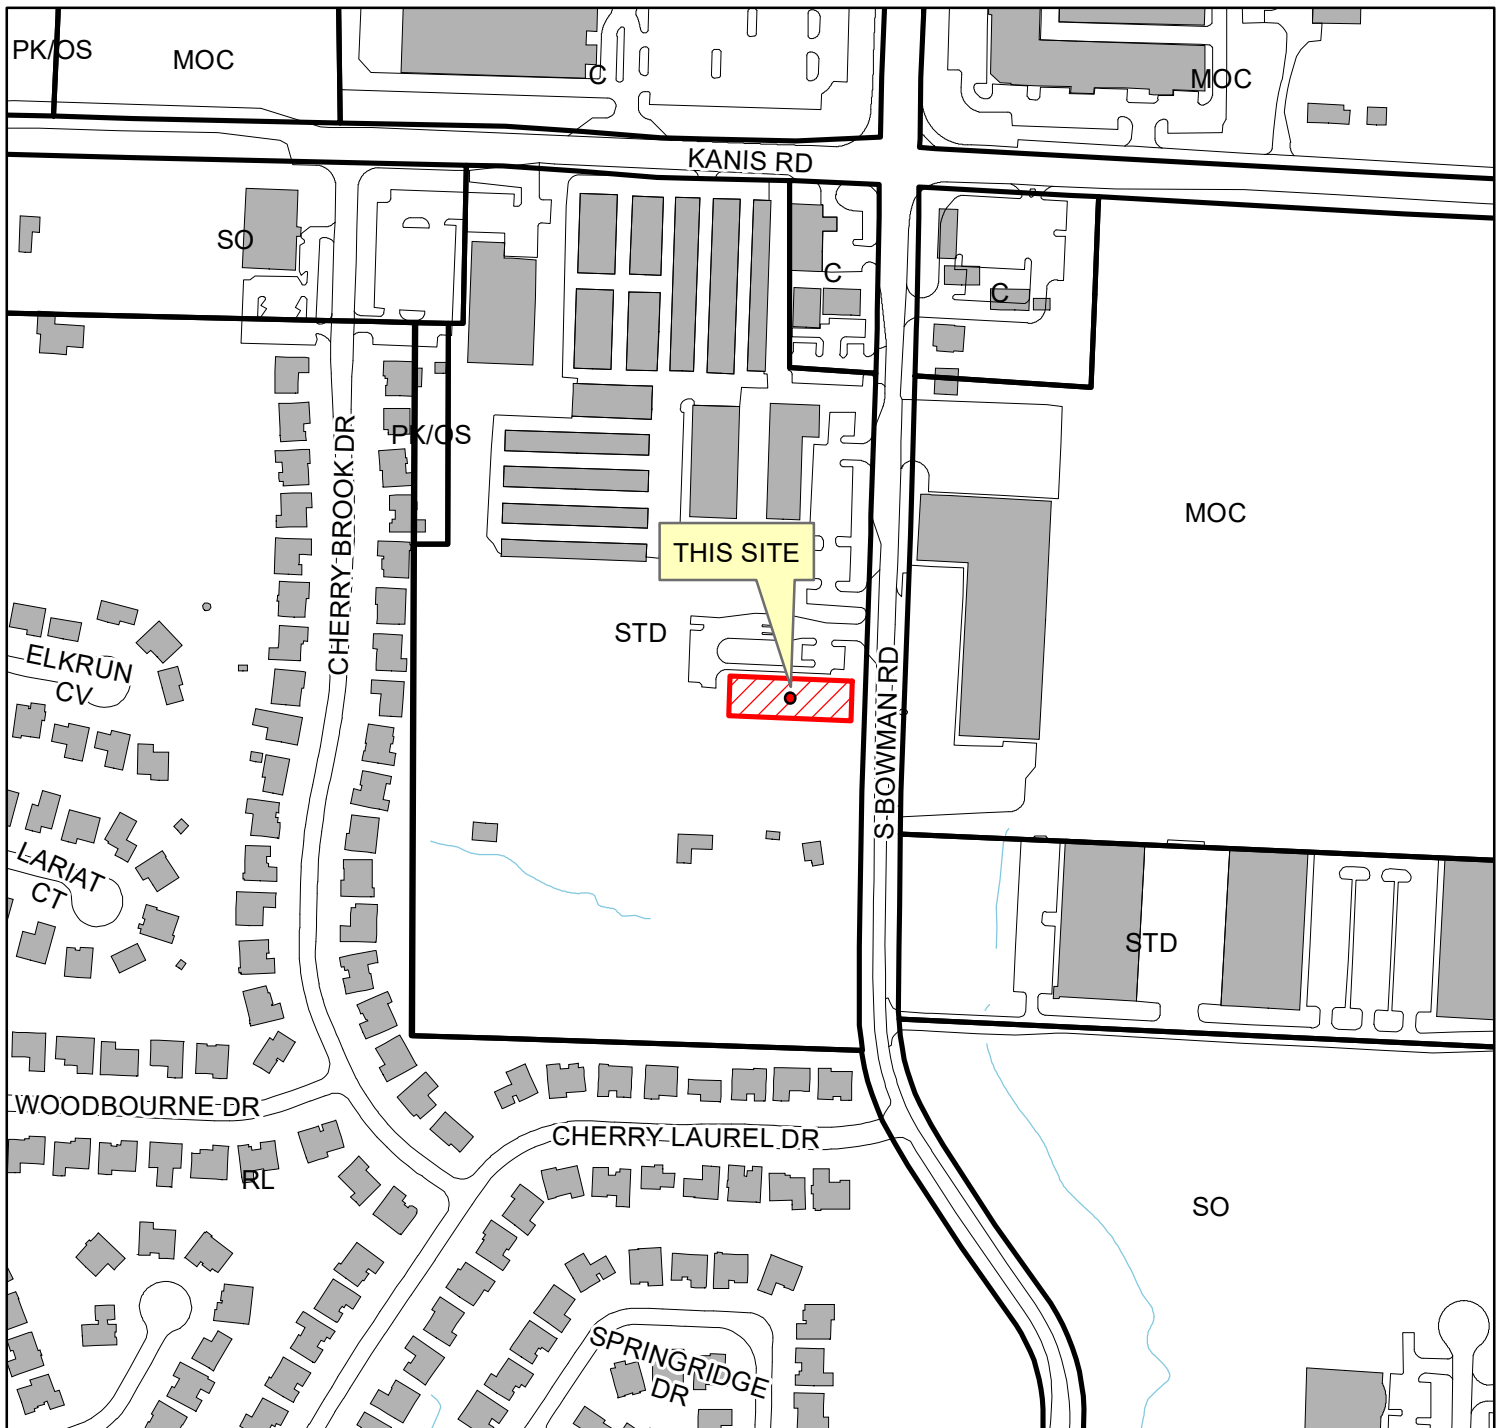 PK/OS
MOC
C
MOC
KANIS RD
SO
C
C
CHERRY BROOK DR
PK/OS
MOC
THIS SITE
STD
ELKRUN
CV
S BOWMAN RD
LARIAT
CT
STD
WOODBOURNE DR
CHERRY LAUREL DR
RL
SO
SPRINGRIDGE
DR